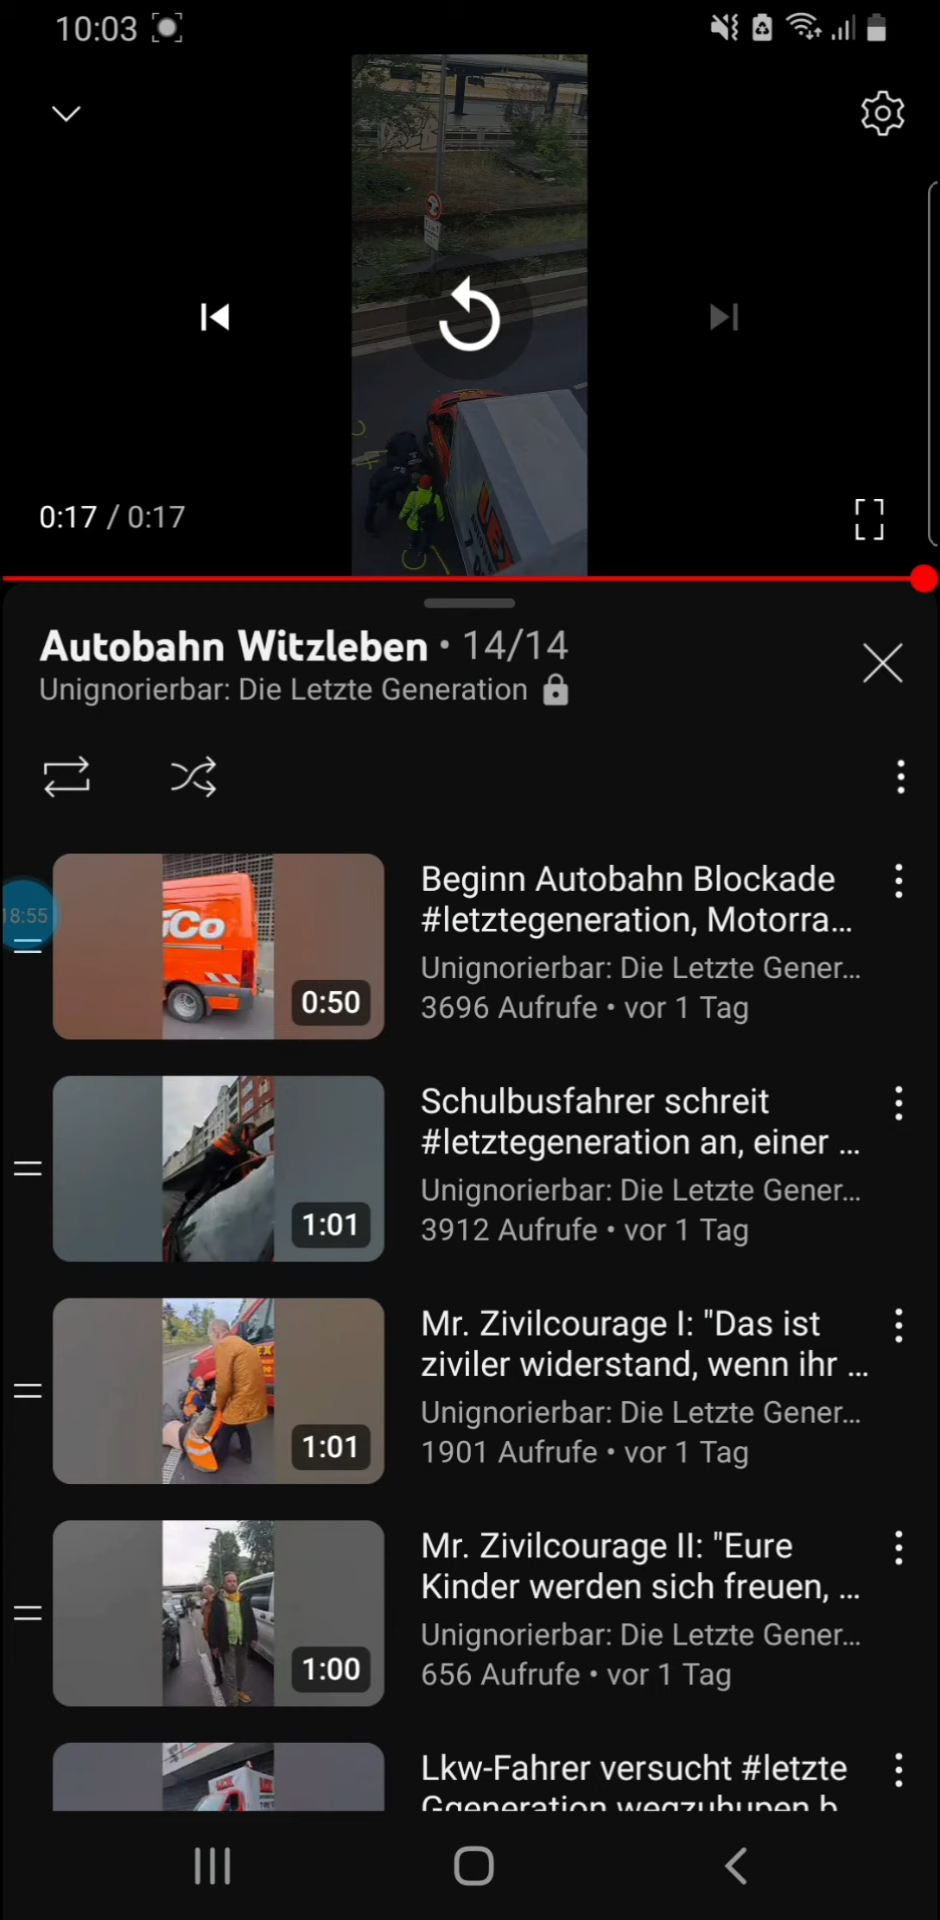 10:03
0:17 / 0:17
Autobahn Witzleben • 14/14
Unignorierbar: Die Letzte Generation
18:55
Co
0:50
Beginn Autobahn Blockade
#letztegeneration, Motorra...
Unignorierbar: Die Letzte Gener...
3696 Aufrufe • vor 1 Tag
1:01
Schulbusfahrer schreit
#letztegeneration an, einer ...
Unignorierbar: Die Letzte Gener...
3912 Aufrufe • vor 1 Tag
1:01
Mr. Zivilcourage I: "Das ist
ziviler widerstand, wenn ihr ...
Unignorierbar: Die Letzte Gener...
1901 Aufrufe • vor 1 Tag
1:00
Mr. Zivilcourage II: "Eure
Kinder werden sich freuen, ...
Unignorierbar: Die Letzte Gener...
656 Aufrufe • vor 1 Tag
Lkw-Fahrer versucht #letzte
Ggeneration wegzuhupen b